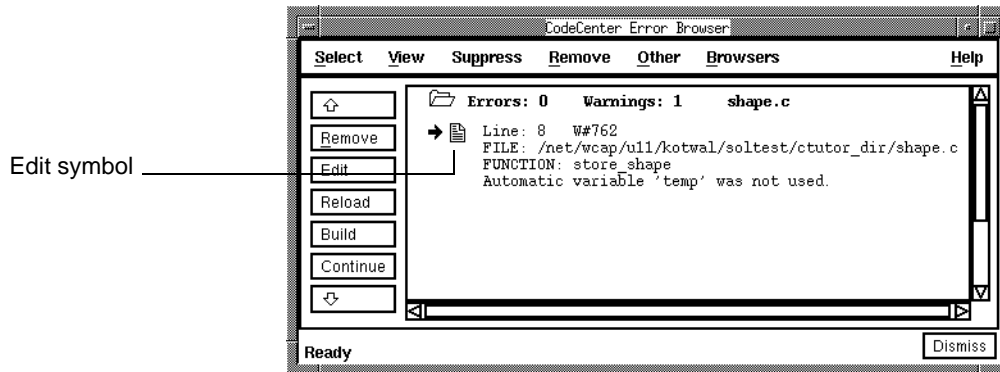 CodeCenter Error Browser
Select View Suppress Remove Other Browsers Help
Errors: 0 Warnings: 1 shape.c
Remove
Edit
Reload
Build
Continue
Line: 8 W#762
FILE: /net/wcap/u11/kotwal/soltest/ctutor_dir/shape.c
FUNCTION: store_shape
Automatic variable 'temp' was not used.
Edit symbol
Ready
Dismiss